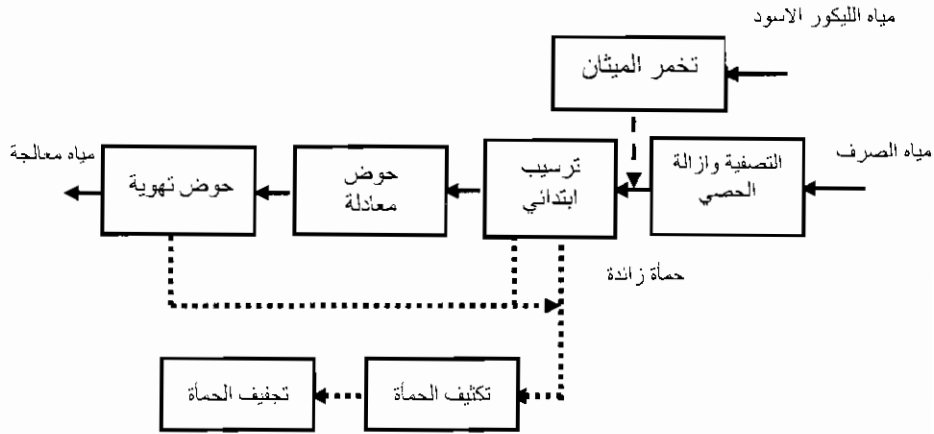 مياه الليكور الاسود
تخمر الميثان
مياه الصرف
التصفية وازالة
الحصي
ترسيب
ابتدائي
حوض
معادلة
حوض تهوية
مياه معالجة
حمأة زائدة
تكثيف الحمأة
تجفيف الحمأة